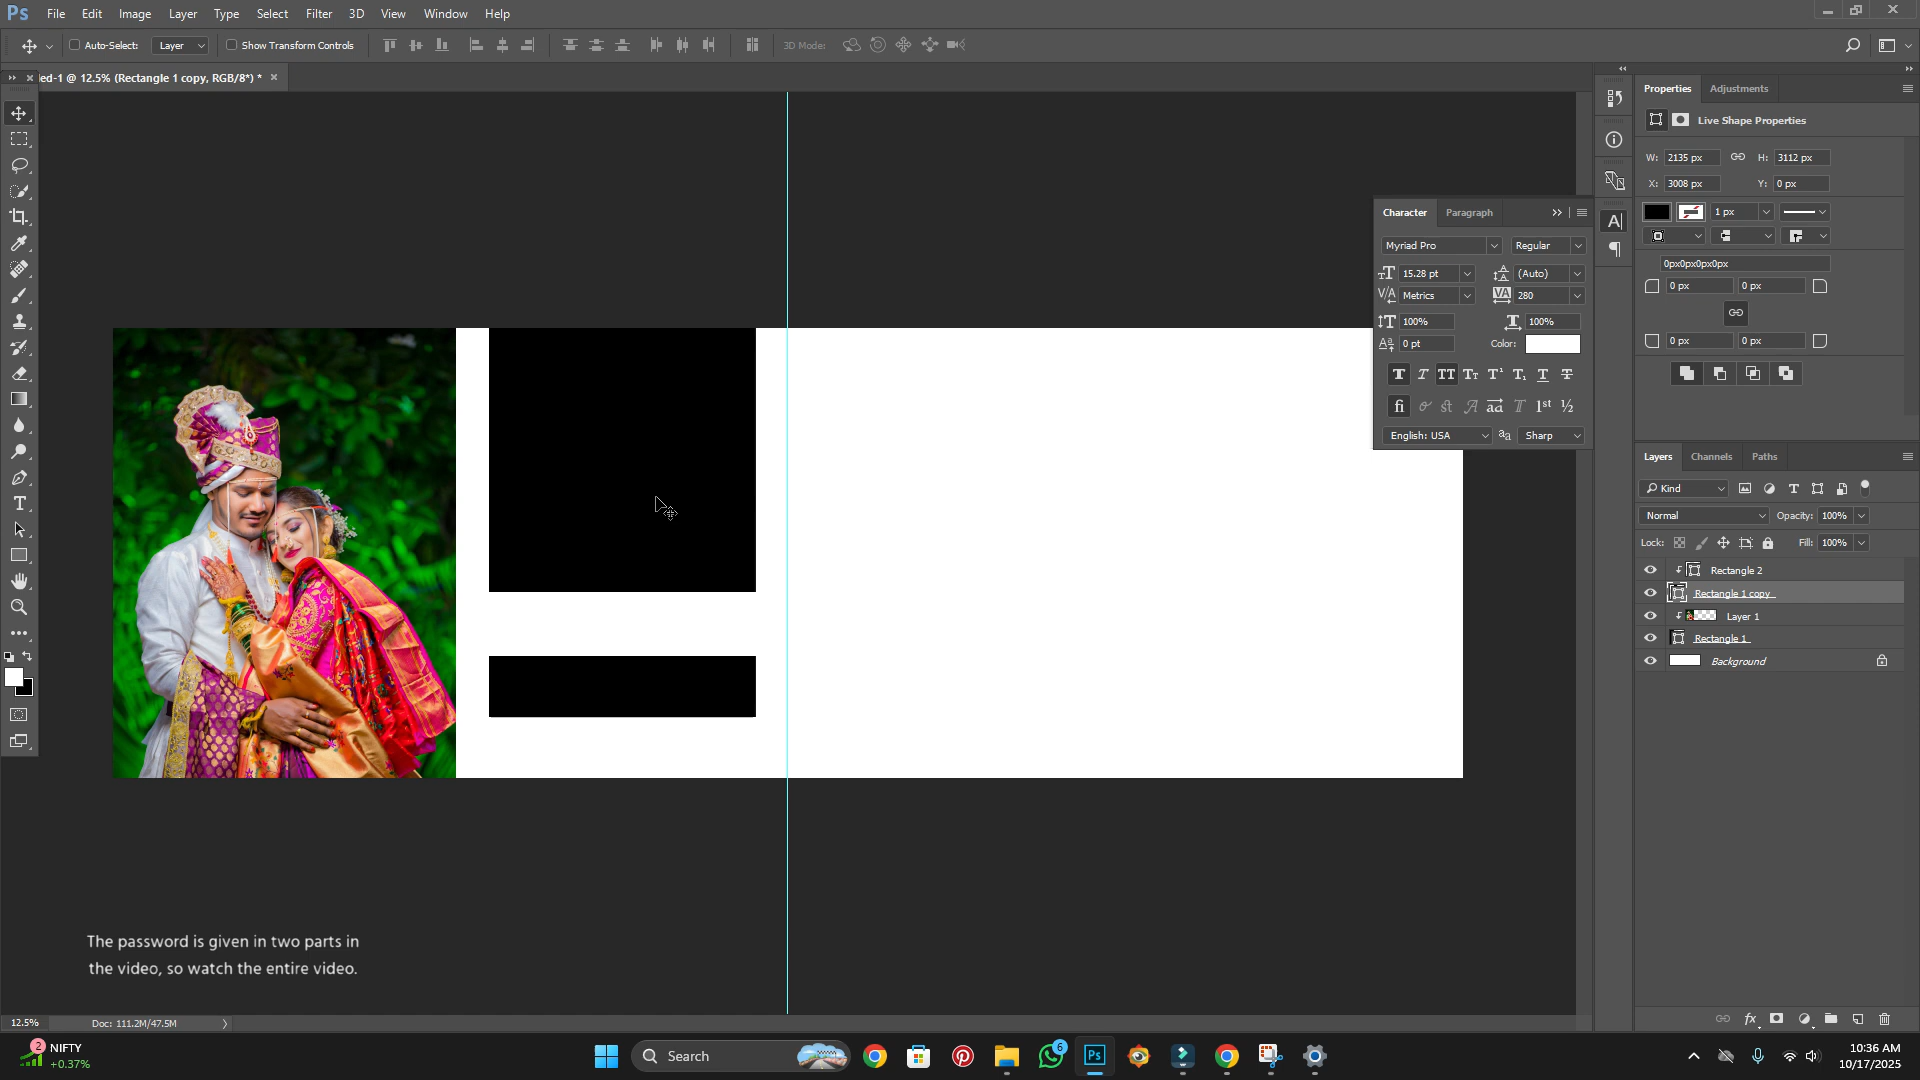 Ps File Edit Image Layer Type Select Filter 3D View Window Help
Auto-Select: Layer Show Transform Controls 3D Mode:
led-1 @ 12.5% (Rectangle 1 copy, RGB/8*) *
Properties Adjustments
Live Shape Properties
W: 2135 px H: 3112 px
X: 3008 px Y: 0 px
1 px
0px0px0px0px
0 px 0 px
0 px 0 px
Character Paragraph
Myriad Pro Regular
15.28 pt (Auto)
Metrics 280
100% 100%
0 pt Color:
English: USA Sharp
Layers Channels Paths
Kind
Normal Opacity: 100%
Lock: Fill: 100%
Rectangle 2
Rectangle 1 copy
Layer 1
Rectangle 1
Background
The password is given in two parts in
the video, so watch the entire video.
12.5% Doc: 111.2M/47.5M
2 NIFTY
+0.37%
Search
6
Ps
10:36 AM
10/17/2025